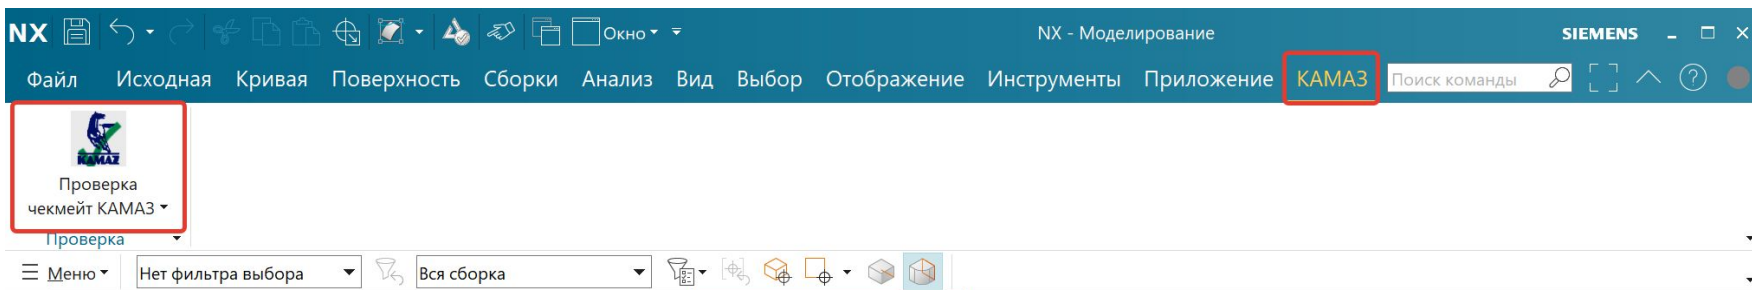 NX Окно NX - Моделирование SIEMENS
Файл Исходная Кривая Поверхность Сборки Анализ Вид Выбор Отображение Инструменты Приложение КАМАЗ Поиск команды
KAMAZ
Проверка
чекмейт КАМАЗ
Проверка
Меню Нет фильтра выбора Вся сборка